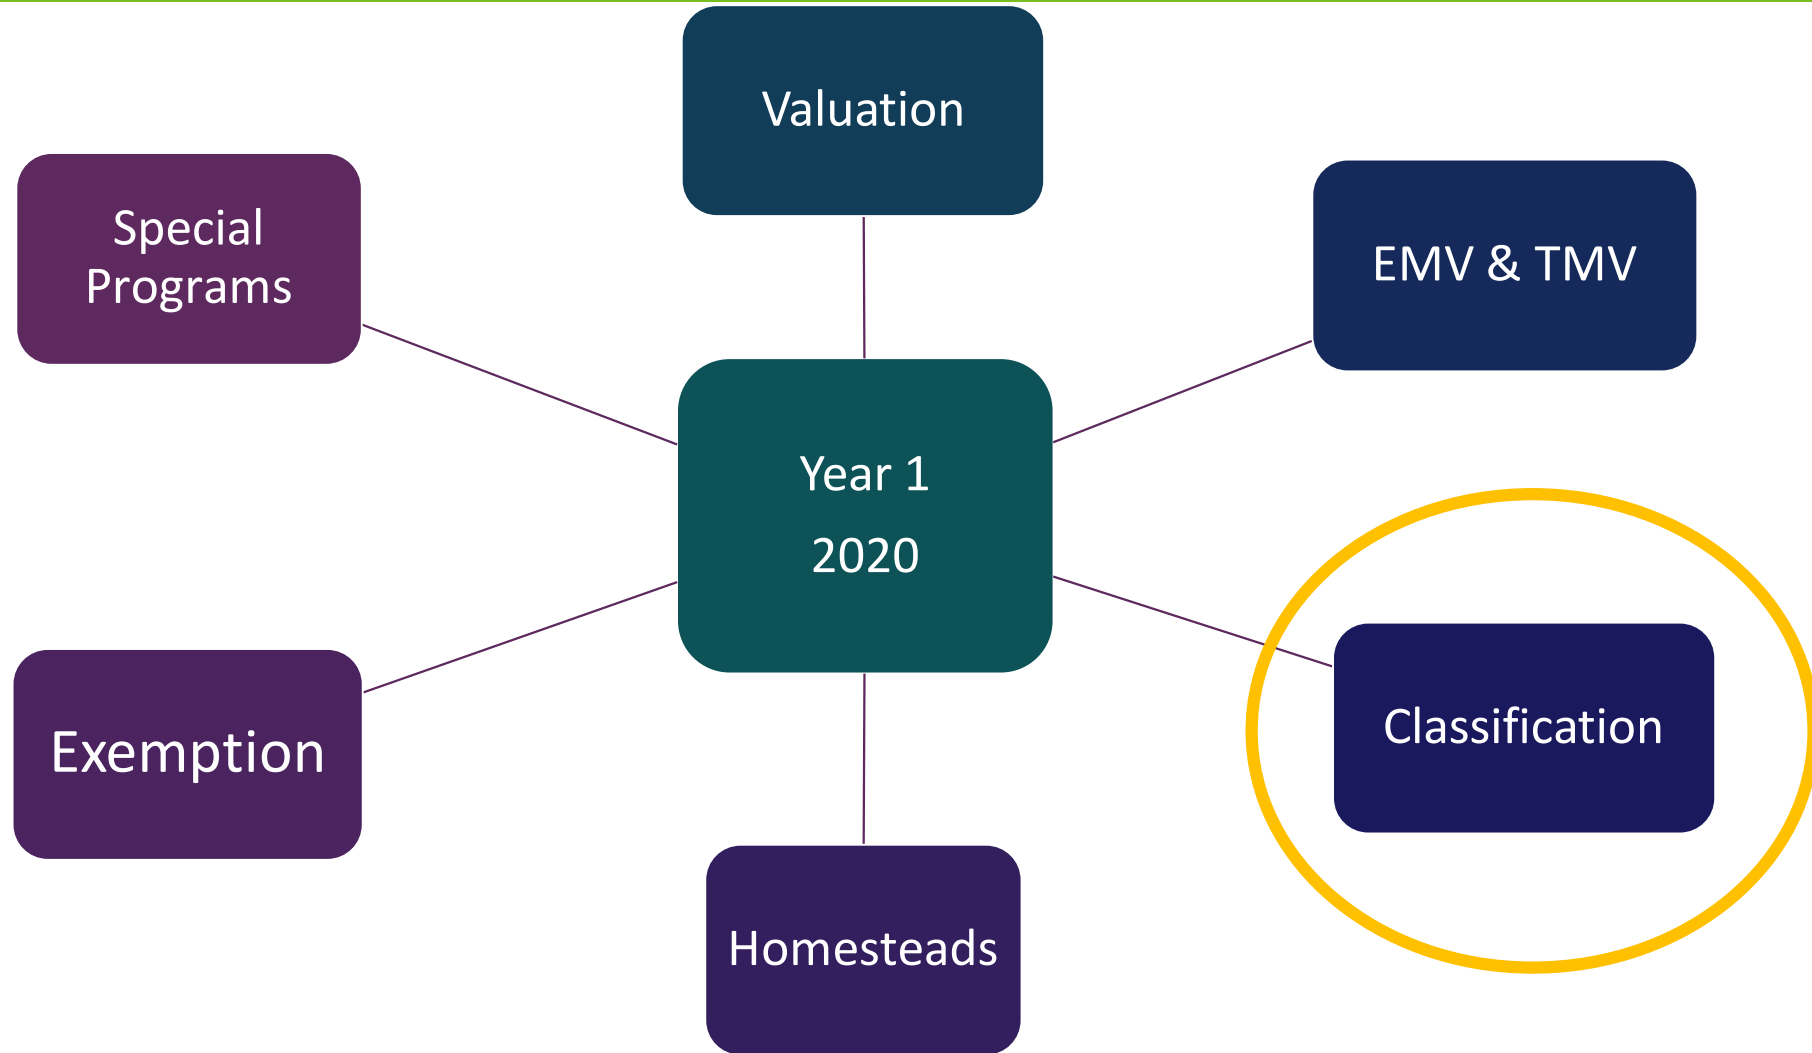 Valuation
Special
Programs
EMV & TMV
Year 1
2020
Classification
Exemption
Homesteads